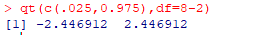 > qt(c(.025,0.975),df=8-2)
[1] -2.446912  2.446912